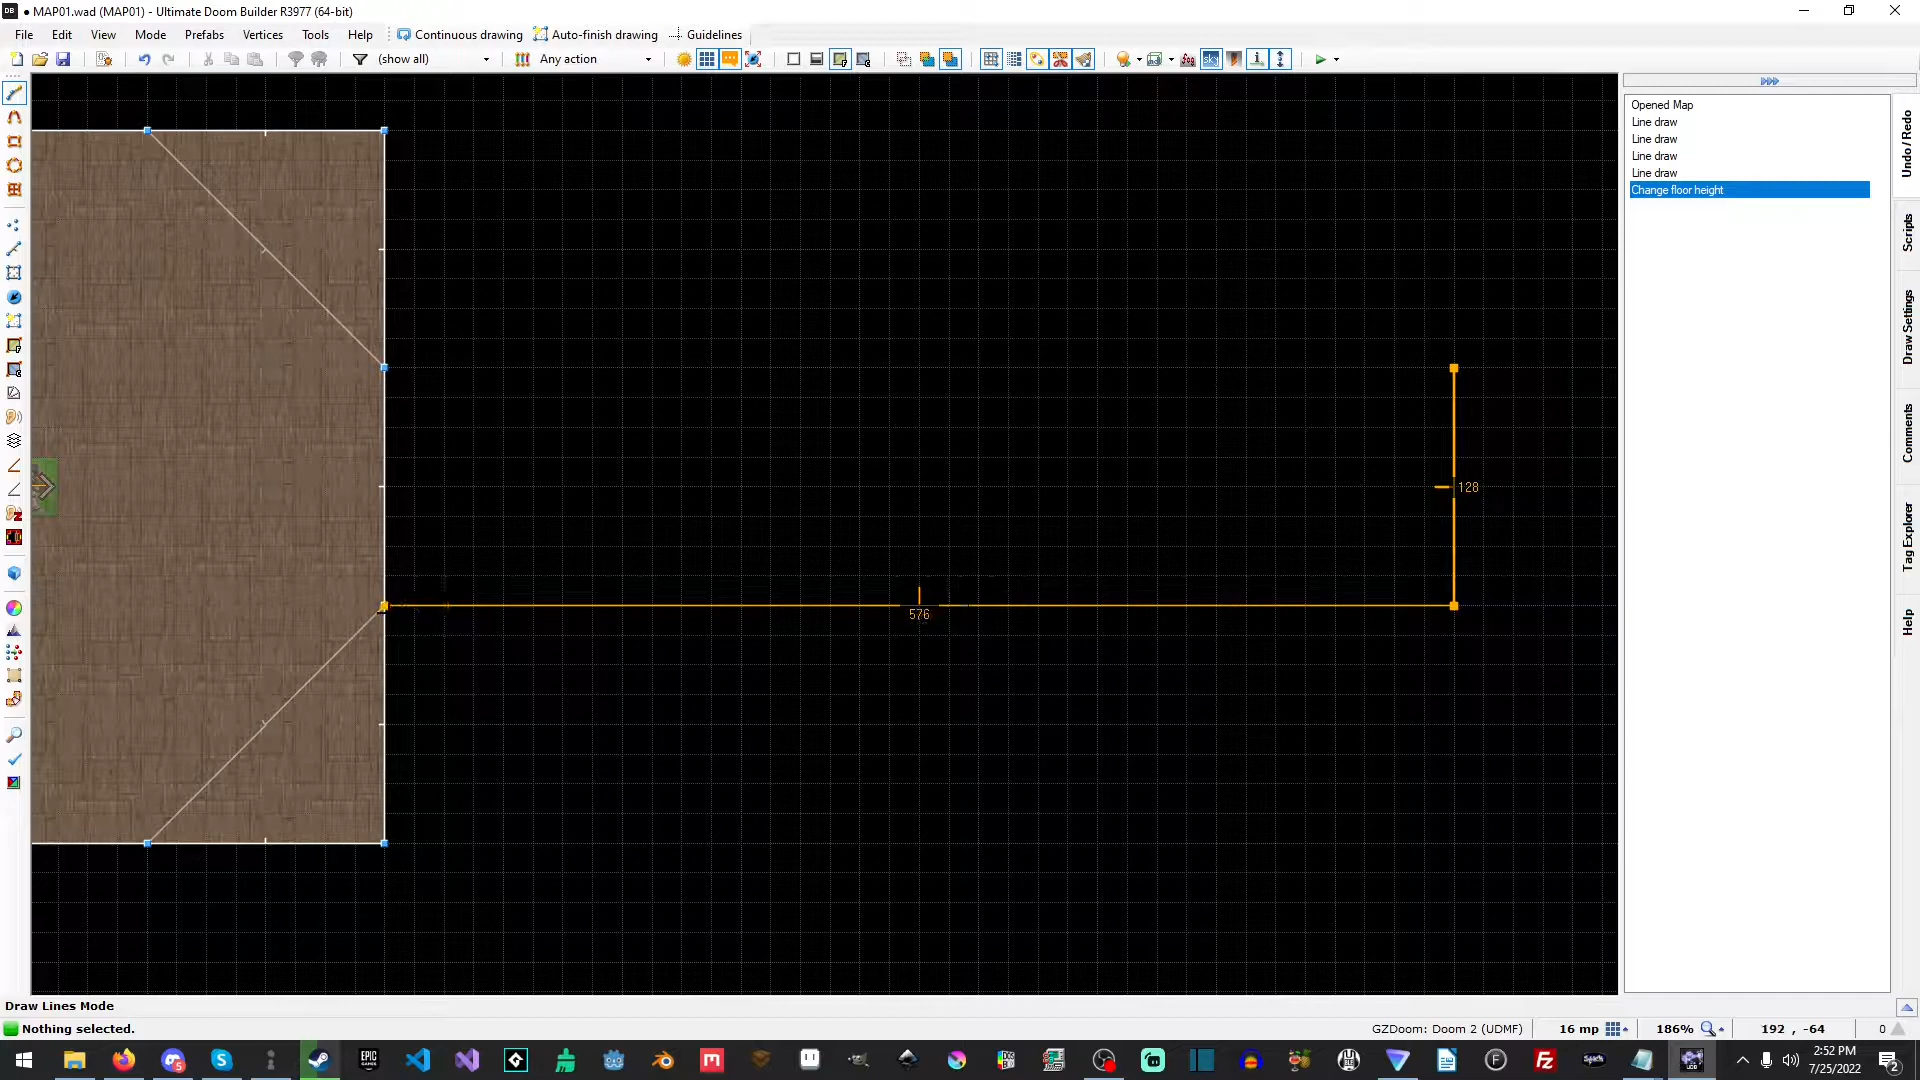 • MAP01.wad (MAP01) - Ultimate Doom Builder R3977 (64-bit)
File Edit View Mode Prefabs Vertices Tools Help Continuous drawing Auto-finish drawing Guidelines
(show all) Any action
Opened Map
Line draw
Line draw
Line draw
Line draw
Change floor height
Undo / Redo
Scripts
Draw Settings
Comments
Tag Explorer
Help
128
576
Draw Lines Mode
Nothing selected.
GZDoom: Doom 2 (UDMF) 16 mp 186% 192 , -64 0
EPIC GAMES
2:52 PM
7/25/2022
2